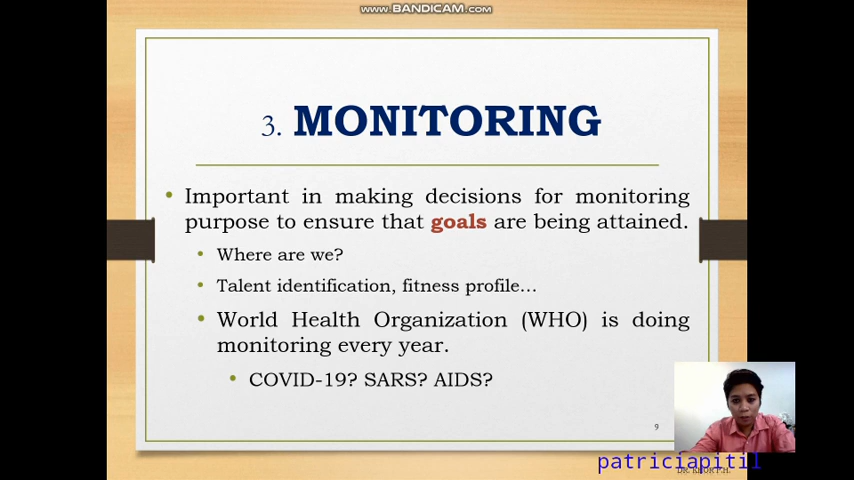 WWW.BANDICAM.COM
3. MONITORING
• Important in making decisions for monitoring
purpose to ensure that goals are being attained.
• Where are we?
• Talent identification, fitness profile...
• World Health Organization (WHO) is doing
monitoring every year.
• COVID-19? SARS? AIDS?
9
patriciapitil